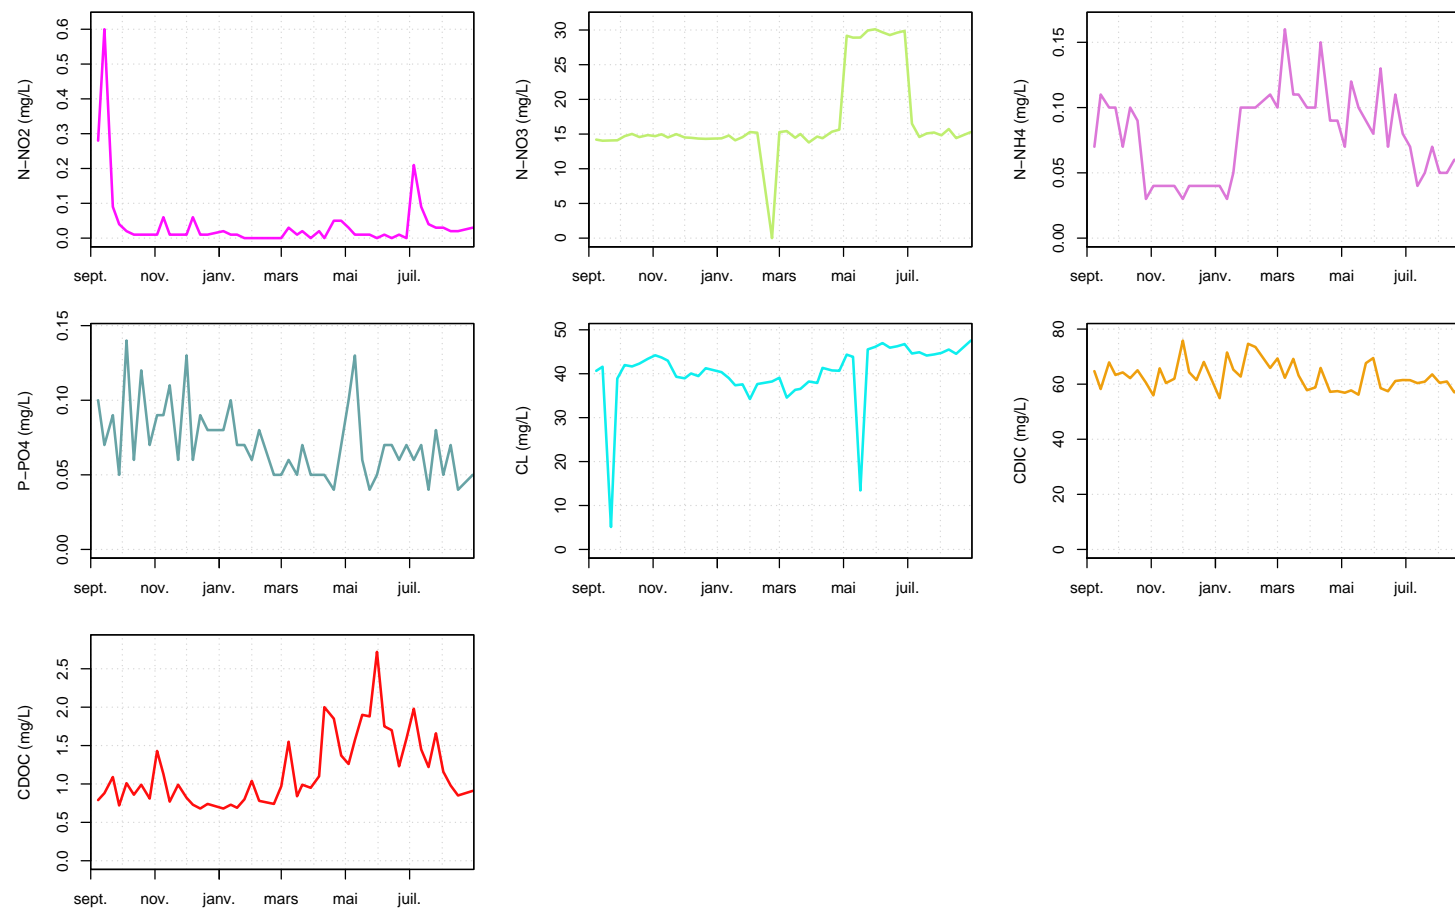 N−NO2 (mg/L)
0.0 0.1 0.2 0.3 0.4 0.5 0.6
sept. nov. janv. mars mai juil.
N−NO3 (mg/L)
0 5 10 15 20 25 30
sept. nov. janv. mars mai juil.
N−NH4 (mg/L)
0.00 0.05 0.10 0.15
sept. nov. janv. mars mai juil.
P−PO4 (mg/L)
0.00 0.05 0.10 0.15
sept. nov. janv. mars mai juil.
CL (mg/L)
0 10 20 30 40 50
sept. nov. janv. mars mai juil.
CDIC (mg/L)
0 20 40 60 80
sept. nov. janv. mars mai juil.
CDOC (mg/L)
0.0 0.5 1.0 1.5 2.0 2.5
sept. nov. janv. mars mai juil.